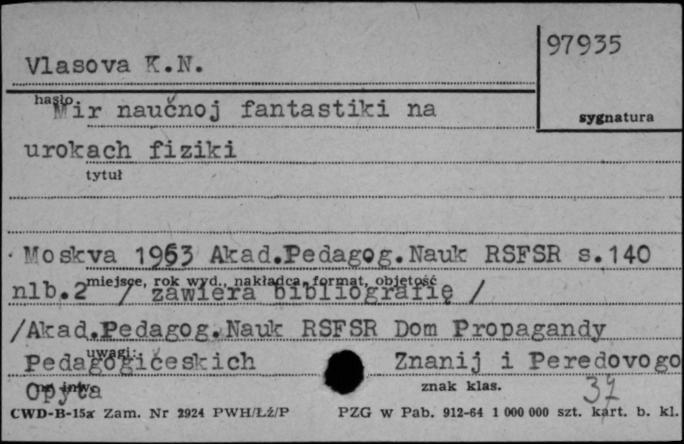 97935
Vlasova K.N.
hasło
sygnatura
Mir naučnoj fantastiki na
urokach fiziki
tytuł
Moskva 1963 Akad.Pedagog.Nauk RSFSR s.140
miejsce, rok wyd., nakładca, format, objętość
nlb.2 / zawiera bibliografię /
/Akad.Pedagog.Nauk RSFSR Dom Propagandy
uwagi:
Pedagogičeskich Znanij i Peredovogo
nr inw. znak klas.
Opyta 37
CWD-B-15a Zam. Nr 2924 PWH/Łź/P PZG w Pab. 912-64 1 000 000 szt. kart. b. kl.